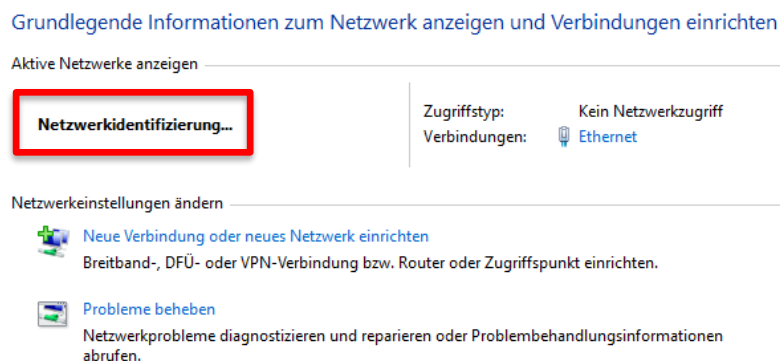 Grundlegende Informationen zum Netzwerk anzeigen und Verbindungen einrichten
Aktive Netzwerke anzeigen
Netzwerkidentifizierung...
Zugriffstyp: Kein Netzwerkzugriff
Verbindungen: Ethernet
Netzwerkeinstellungen ändern
Neue Verbindung oder neues Netzwerk einrichten
Breitband-, DFÜ- oder VPN-Verbindung bzw. Router oder Zugriffspunkt einrichten.
Probleme beheben
Netzwerkprobleme diagnostizieren und reparieren oder Problembehandlungsinformationen
abrufen.